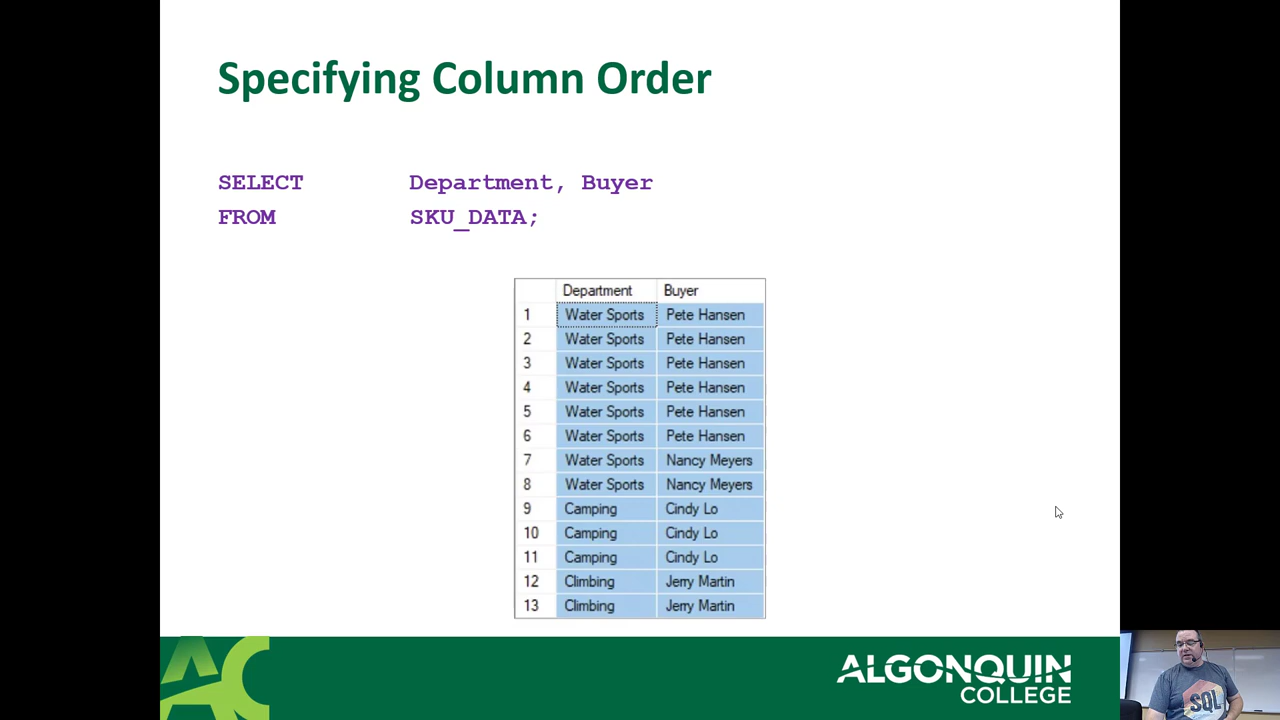 Specifying Column Order
SELECT Department, Buyer
FROM SKU_DATA;
Department Buyer
1 Water Sports Pete Hansen
2 Water Sports Pete Hansen
3 Water Sports Pete Hansen
4 Water Sports Pete Hansen
5 Water Sports Pete Hansen
6 Water Sports Pete Hansen
7 Water Sports Nancy Meyers
8 Water Sports Nancy Meyers
9 Camping Cindy Lo
10 Camping Cindy Lo
11 Camping Cindy Lo
12 Climbing Jerry Martin
13 Climbing Jerry Martin
AC
ALGONQUIN
COLLEGE
SQL